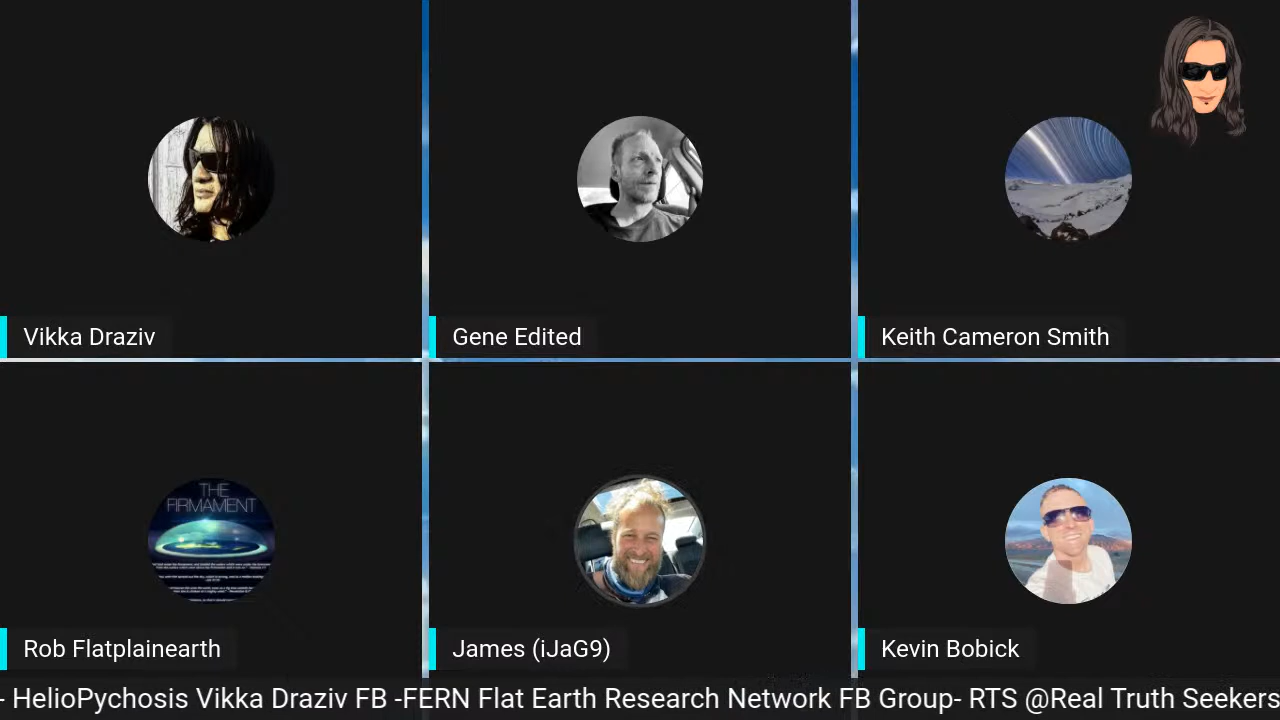 Vikka Draziv
Gene Edited
Keith Cameron Smith
THE
FIRMAMENT
Rob Flatplainearth
James (iJaG9)
Kevin Bobick
- HelioPychosis Vikka Draziv FB -FERN Flat Earth Research Network FB Group- RTS @Real Truth Seekers